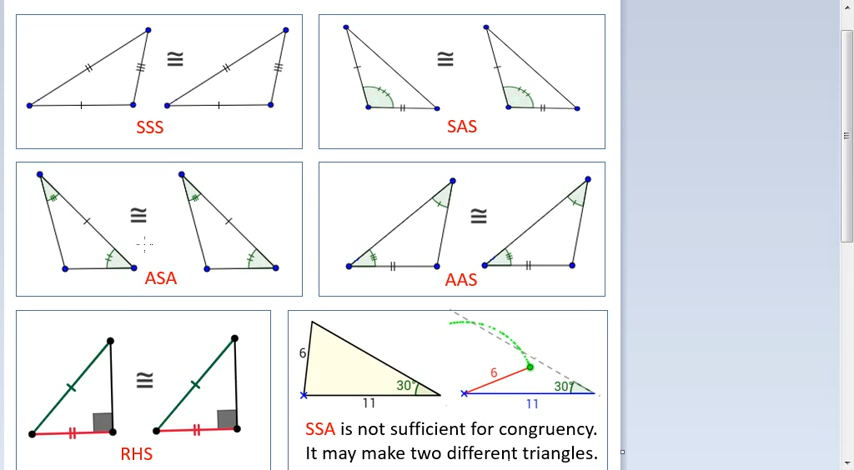 ≅
≅
SSS
SAS
≅
≅
ASA
AAS
≅
RHS
6
30°
11
6
30°
11
SSA is not sufficient for congruency.
It may make two different triangles.